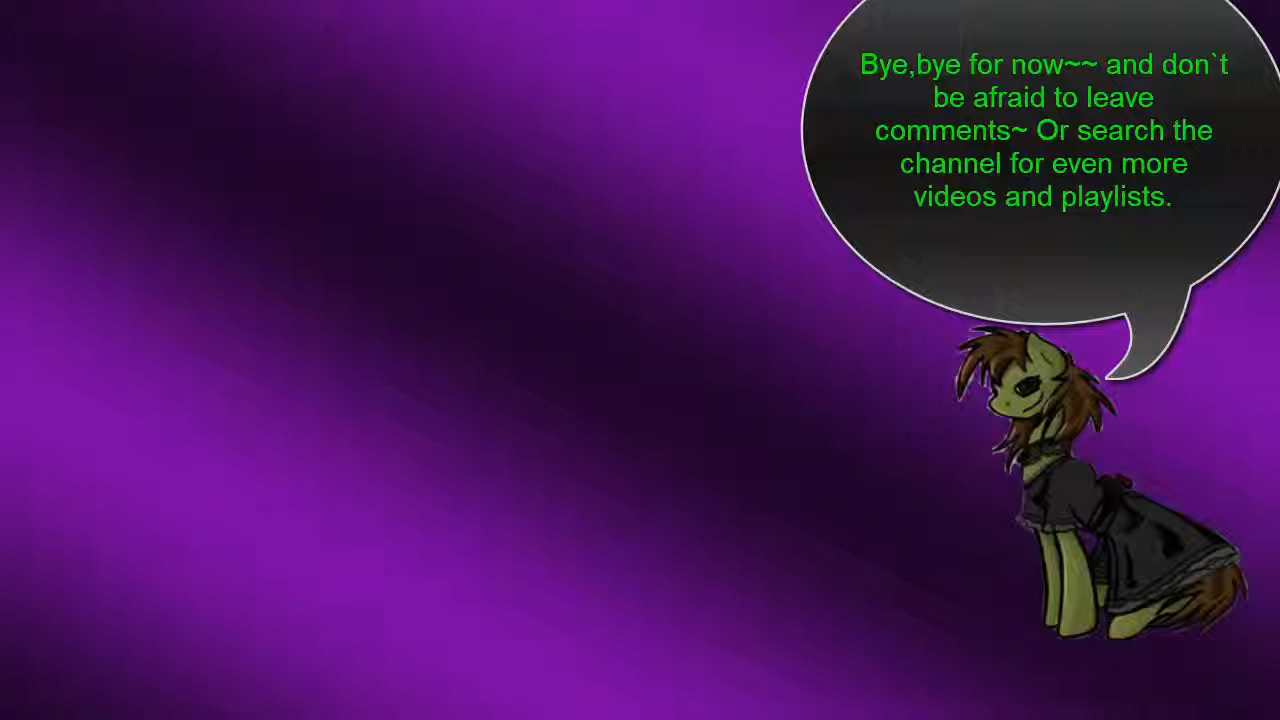 Bye,bye for now~~ and don`t
be afraid to leave
comments~ Or search the
channel for even more
videos and playlists.